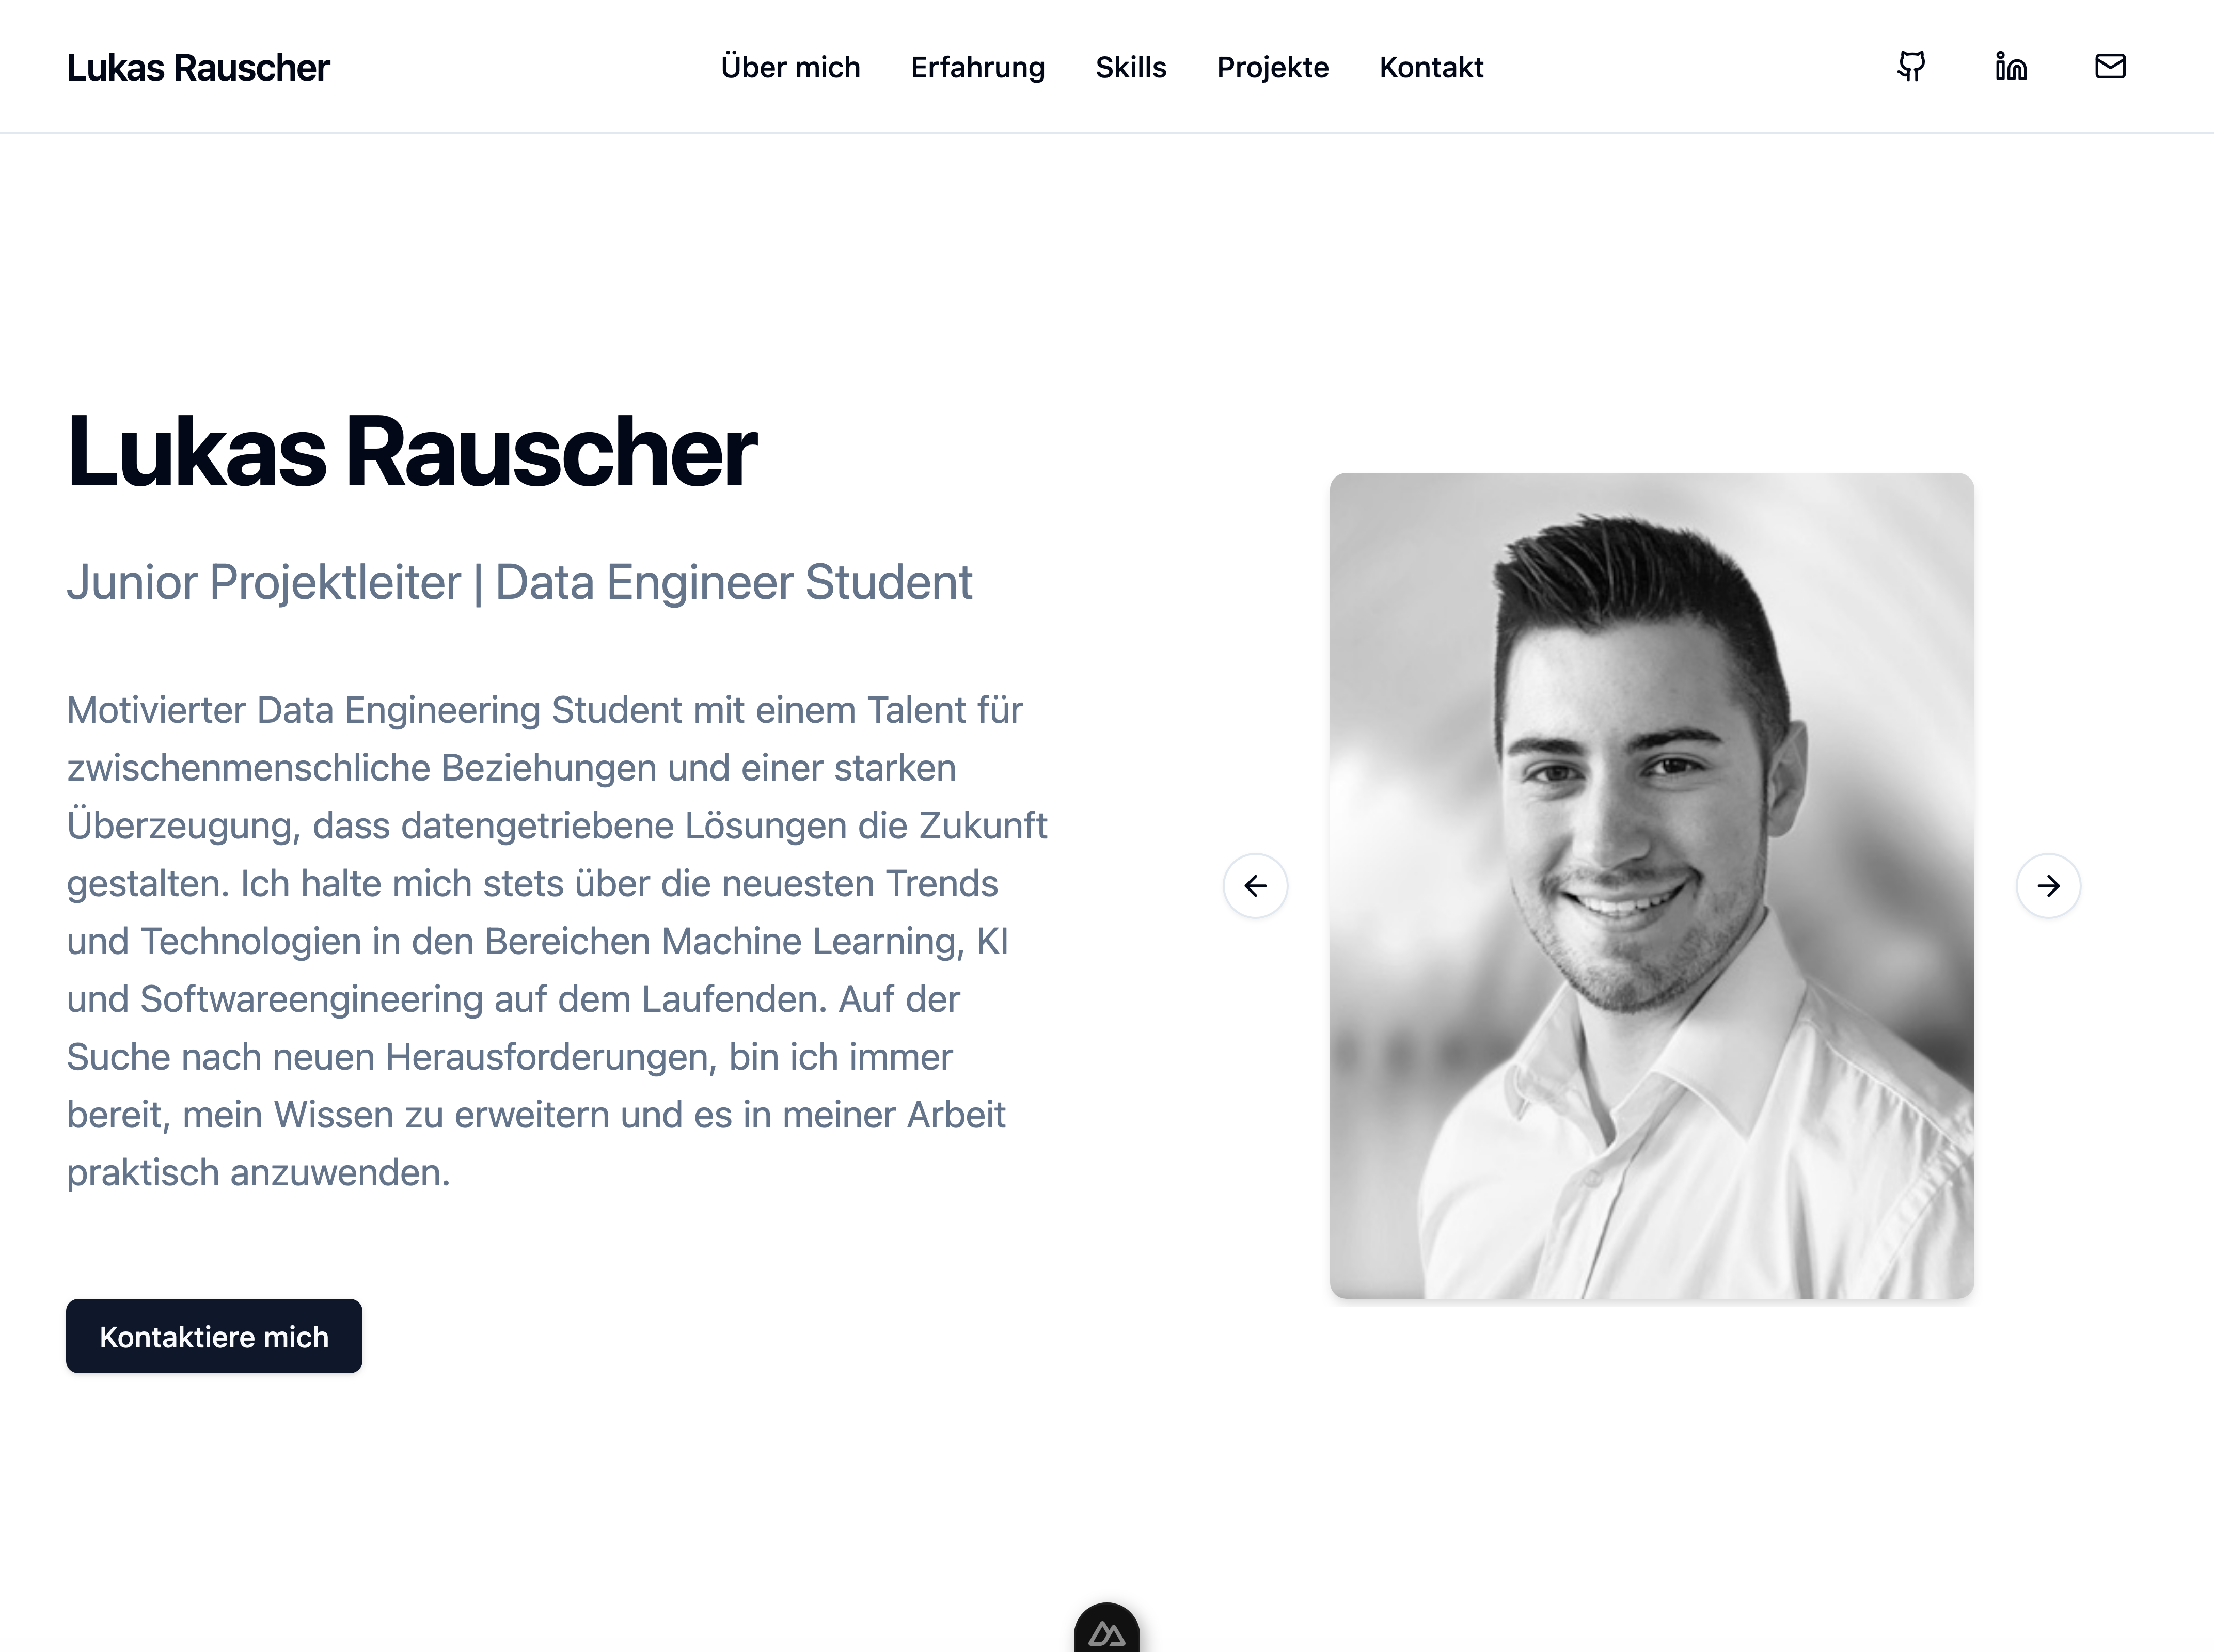 Lukas Rauscher
Über mich Erfahrung Skills Projekte Kontakt
Lukas Rauscher
Junior Projektleiter | Data Engineer Student
Motivierter Data Engineering Student mit einem Talent für
zwischenmenschliche Beziehungen und einer starken
Überzeugung, dass datengetriebene Lösungen die Zukunft
gestalten. Ich halte mich stets über die neuesten Trends
und Technologien in den Bereichen Machine Learning, KI
und Softwareengineering auf dem Laufenden. Auf der
Suche nach neuen Herausforderungen, bin ich immer
bereit, mein Wissen zu erweitern und es in meiner Arbeit
praktisch anzuwenden.
Kontaktiere mich